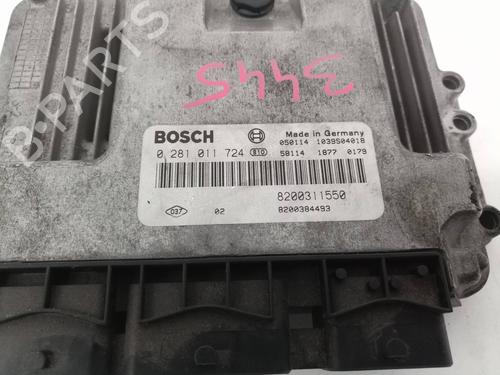 3445
BOSCH Made in Germany
050114 1039S04018
0 281 011 724 810 58114 1877 0179
8200311550
037 02 8200384493
B-PARTS